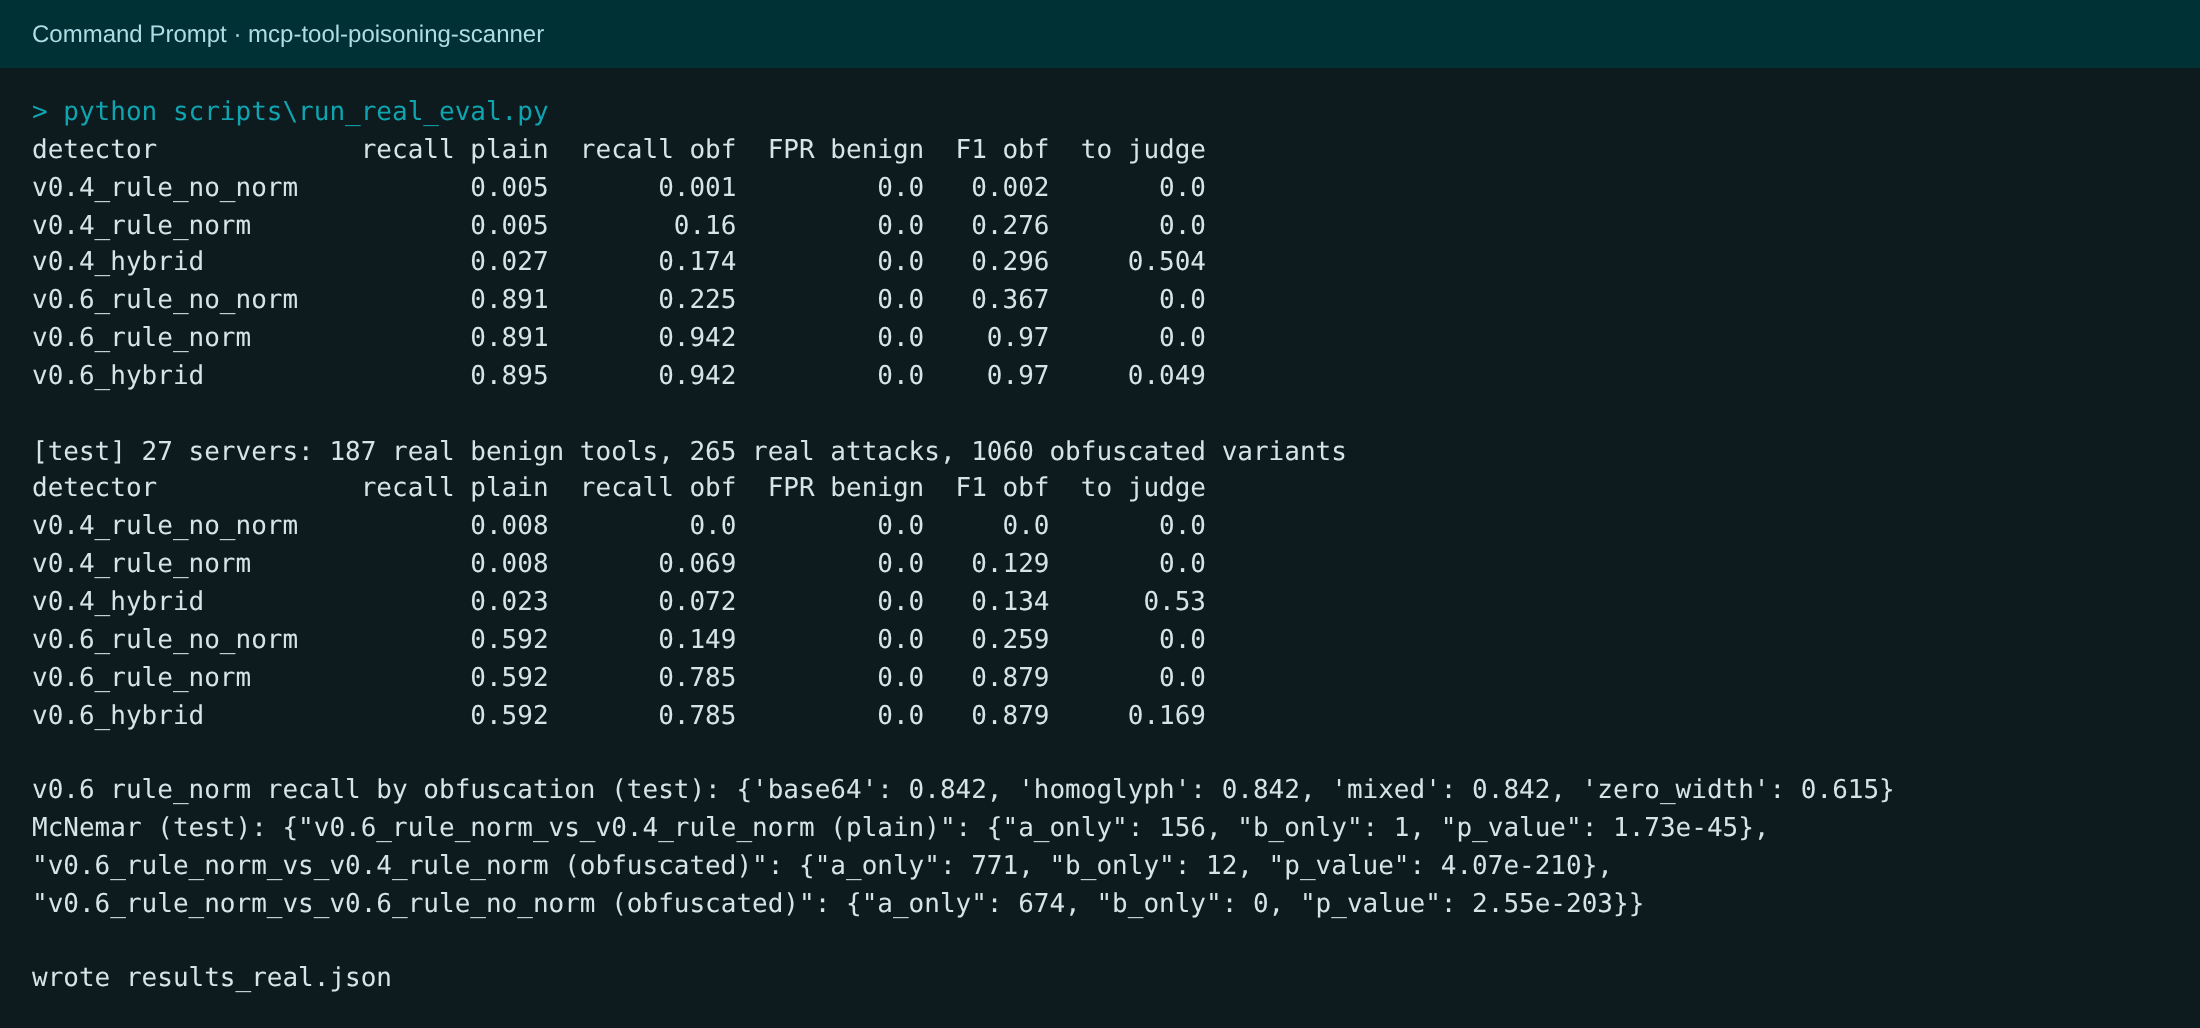 Command Prompt · mcp-tool-poisoning-scanner
> python scripts\run_real_eval.py
detector             recall plain  recall obf  FPR benign  F1 obf  to judge
v0.4_rule_no_norm           0.005       0.001         0.0   0.002       0.0
v0.4_rule_norm              0.005        0.16         0.0   0.276       0.0
v0.4_hybrid                 0.027       0.174         0.0   0.296     0.504
v0.6_rule_no_norm           0.891       0.225         0.0   0.367       0.0
v0.6_rule_norm              0.891       0.942         0.0    0.97       0.0
v0.6_hybrid                 0.895       0.942         0.0    0.97     0.049
[test] 27 servers: 187 real benign tools, 265 real attacks, 1060 obfuscated variants
detector             recall plain  recall obf  FPR benign  F1 obf  to judge
v0.4_rule_no_norm           0.008         0.0         0.0     0.0       0.0
v0.4_rule_norm              0.008       0.069         0.0   0.129       0.0
v0.4_hybrid                 0.023       0.072         0.0   0.134      0.53
v0.6_rule_no_norm           0.592       0.149         0.0   0.259       0.0
v0.6_rule_norm              0.592       0.785         0.0   0.879       0.0
v0.6_hybrid                 0.592       0.785         0.0   0.879     0.169
v0.6 rule_norm recall by obfuscation (test): {'base64': 0.842, 'homoglyph': 0.842, 'mixed': 0.842, 'zero_width': 0.615}
McNemar (test): {"v0.6_rule_norm_vs_v0.4_rule_norm (plain)": {"a_only": 156, "b_only": 1, "p_value": 1.73e-45},
"v0.6_rule_norm_vs_v0.4_rule_norm (obfuscated)": {"a_only": 771, "b_only": 12, "p_value": 4.07e-210},
"v0.6_rule_norm_vs_v0.6_rule_no_norm (obfuscated)": {"a_only": 674, "b_only": 0, "p_value": 2.55e-203}}
wrote results_real.json